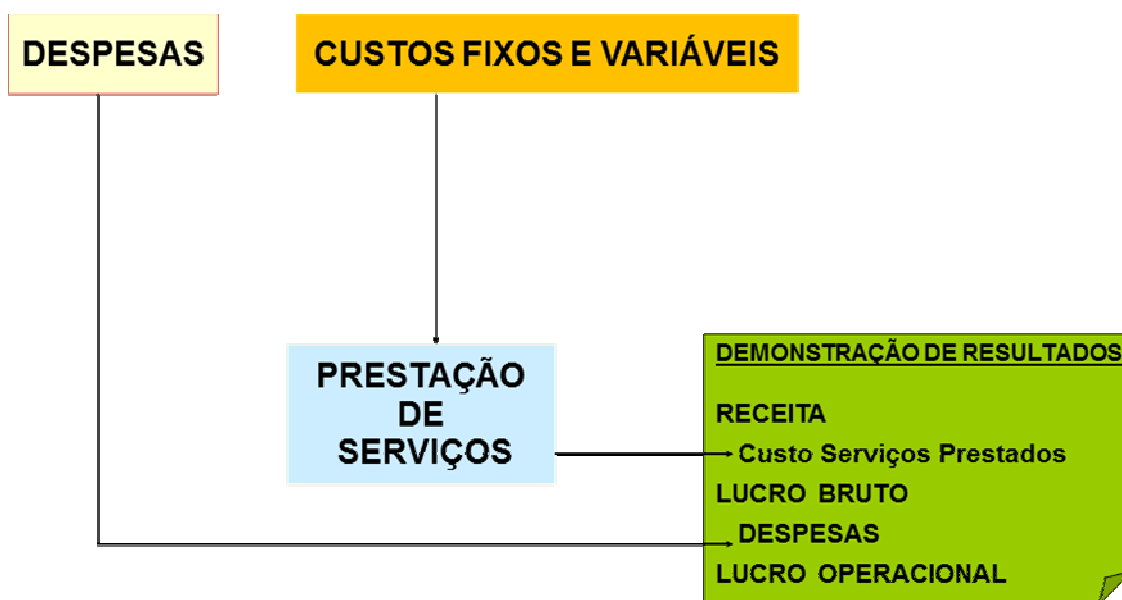 DESPESAS
CUSTOS FIXOS E VARIÁVEIS
PRESTAÇÃO
DE
SERVIÇOS
DEMONSTRAÇÃO DE RESULTADOS
RECEITA
Custo Serviços Prestados
LUCRO BRUTO
DESPESAS
LUCRO OPERACIONAL